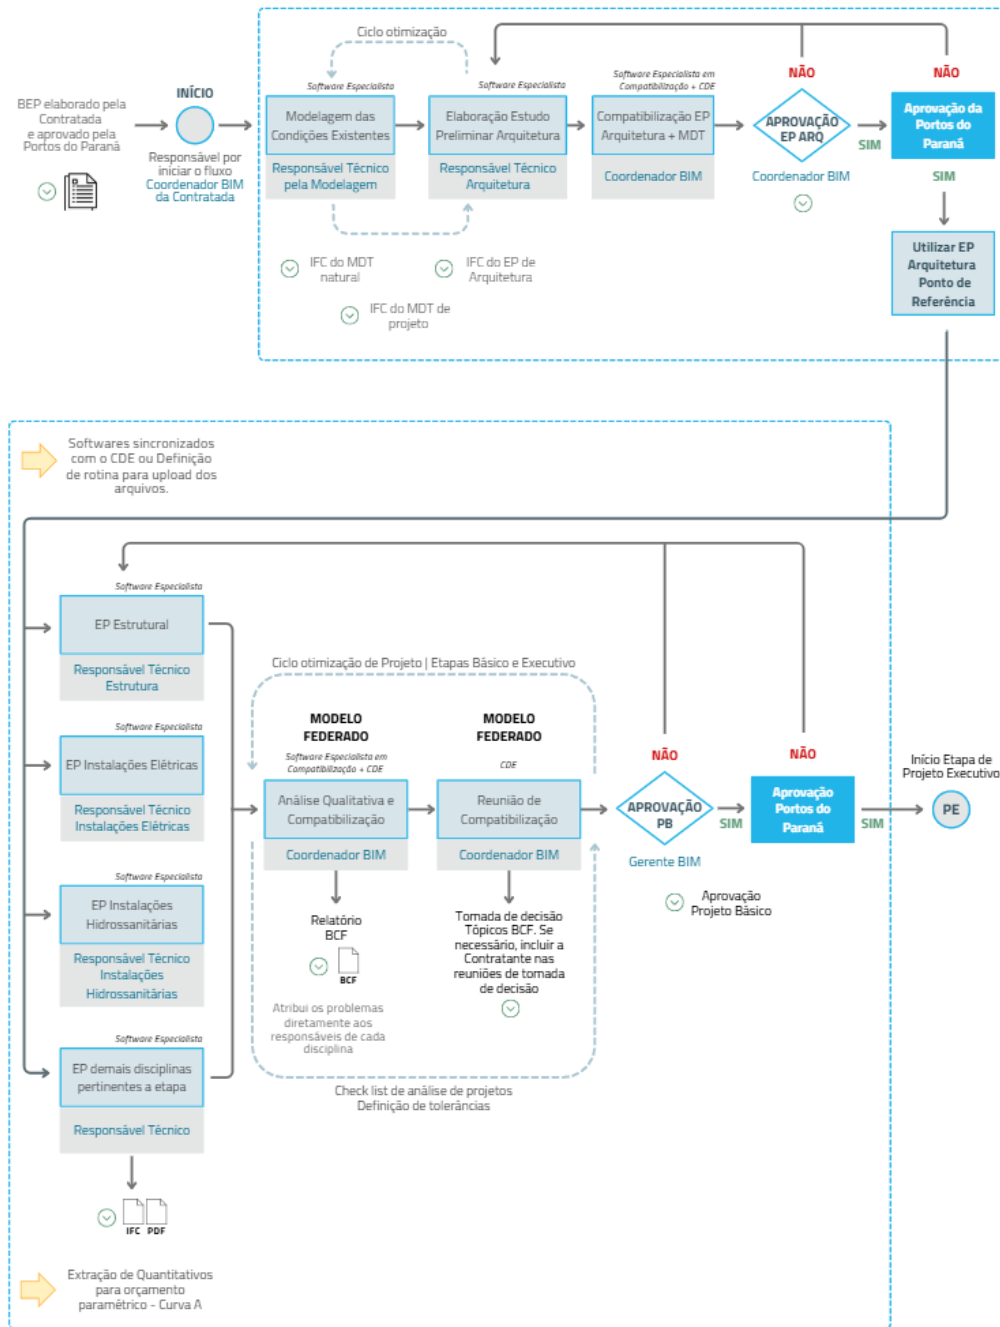 Ciclo otimização
NÃO
NÃO
Software Especialista
Software Especialista
Software Especialista em
Compatibilização + CDE
BEP elaborado pela
Contratada
e aprovado pela
Portos do Paraná
INÍCIO
Responsável por
iniciar o fluxo
Coordenador BIM
da Contratada
Modelagem das
Condições Existentes
Responsável Técnico
pela Modelagem
Elaboração Estudo
Preliminar Arquitetura
Responsável Técnico
Arquitetura
Compatibilização EP
Arquitetura + MDT
Coordenador BIM
APROVAÇÃO
EP ARQ
SIM
Coordenador BIM
Aprovação da
Portos do
Paraná
SIM
Utilizar EP
Arquitetura
Ponto de
Referência
IFC do MDT
natural
IFC do EP de
Arquitetura
IFC do MDT de
projeto
Softwares sincronizados
com o CDE ou Definição
de rotina para upload dos
arquivos.
Software Especialista
EP Estrutural
Responsável Técnico
Estrutura
Software Especialista
EP Instalações Elétricas
Responsável Técnico
Instalações Elétricas
Software Especialista
EP Instalações
Hidrossanitárias
Responsável Técnico
Instalações
Hidrossanitárias
Software Especialista
EP demais disciplinas
pertinentes a etapa
Responsável Técnico
IFC PDF
Extração de Quantitativos
para orçamento
paramétrico - Curva A
Ciclo otimização de Projeto | Etapas Básico e Executivo
MODELO
FEDERADO
Software Especialista em
Compatibilização + CDE
Análise Qualitativa e
Compatibilização
Coordenador BIM
Relatório
BCF
BCF
Atribui os problemas
diretamente aos
responsáveis de cada
disciplina
MODELO
FEDERADO
CDE
Reunião de
Compatibilização
Coordenador BIM
Tomada de decisão
Tópicos BCF. Se
necessário, incluir a
Contratante nas
reuniões de tomada
de decisão
Check list de análise de projetos
Definição de tolerâncias
NÃO
APROVAÇÃO
PB
SIM
Gerente BIM
Aprovação
Projeto Básico
NÃO
Aprovação
Portos do
Paraná
SIM
Início Etapa de
Projeto Executivo
PE